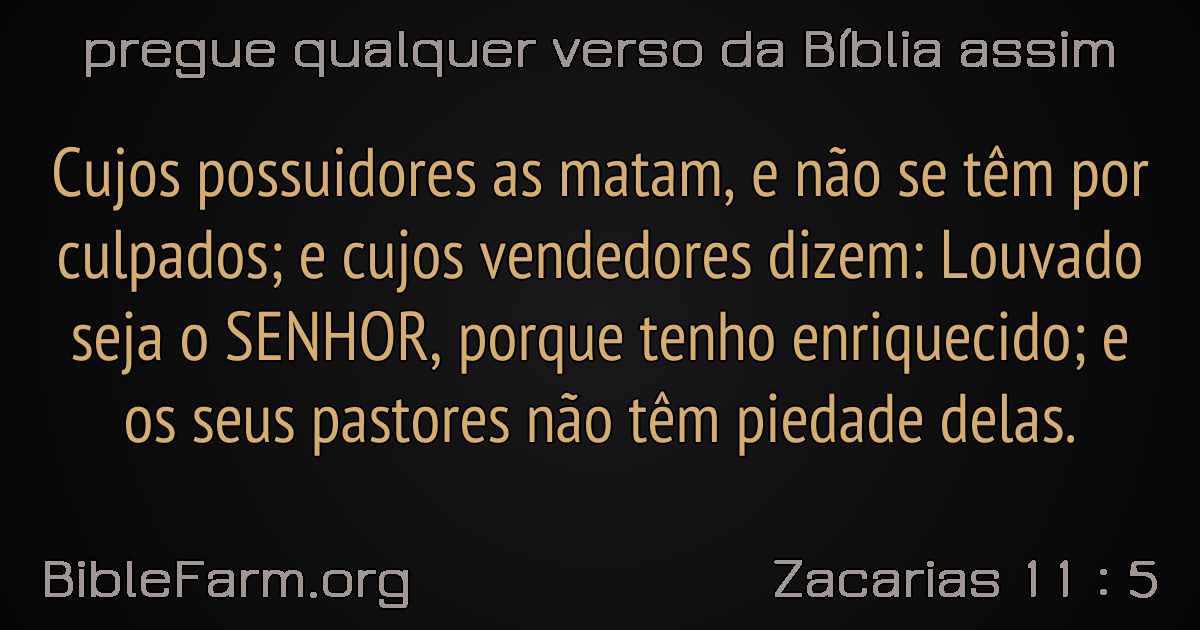 pregue qualquer verso da Bíblia assim
Cujos possuidores as matam, e não se têm por
culpados; e cujos vendedores dizem: Louvado
seja o SENHOR, porque tenho enriquecido; e
os seus pastores não têm piedade delas.
BibleFarm.org
Zacarias 11 : 5